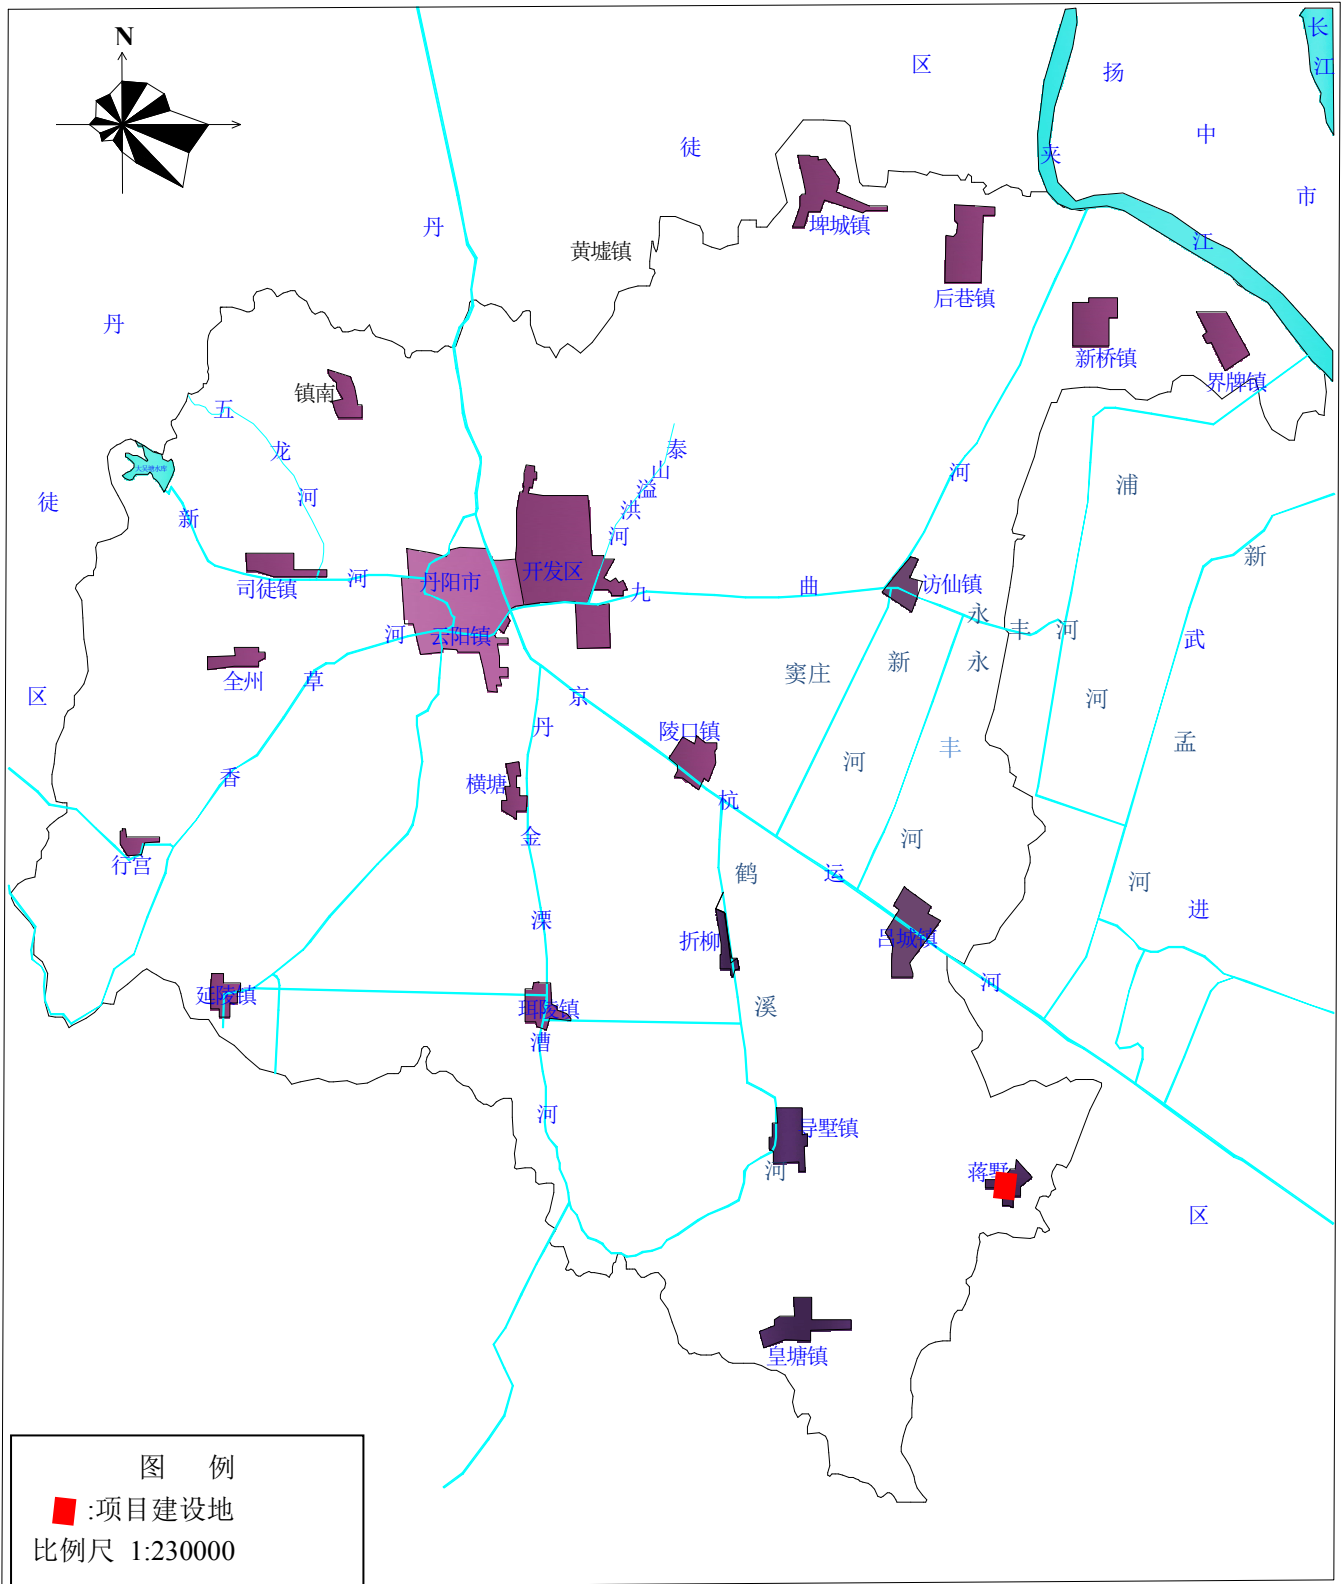 N
长江
夹江
扬中市
丹徒区
丹徒区
黄墟镇
埤城镇
后巷镇
新桥镇
界牌镇
镇南
五龙河
大吴塘水库
新河
司徒镇
丹阳市
开发区
云阳镇
泰山溢洪河
九曲河
访仙镇
永丰河
浦河
新孟河
武进区
全州
香草河
行宫
窦庄
新河
永丰河
陵口镇
横塘
丹金溧漕河
京杭运河
鹤溪河
折柳
吕城镇
延陵镇
珥陵镇
导墅镇
蒋墅
皇塘镇
图 例
:项目建设地
比例尺 1:230000